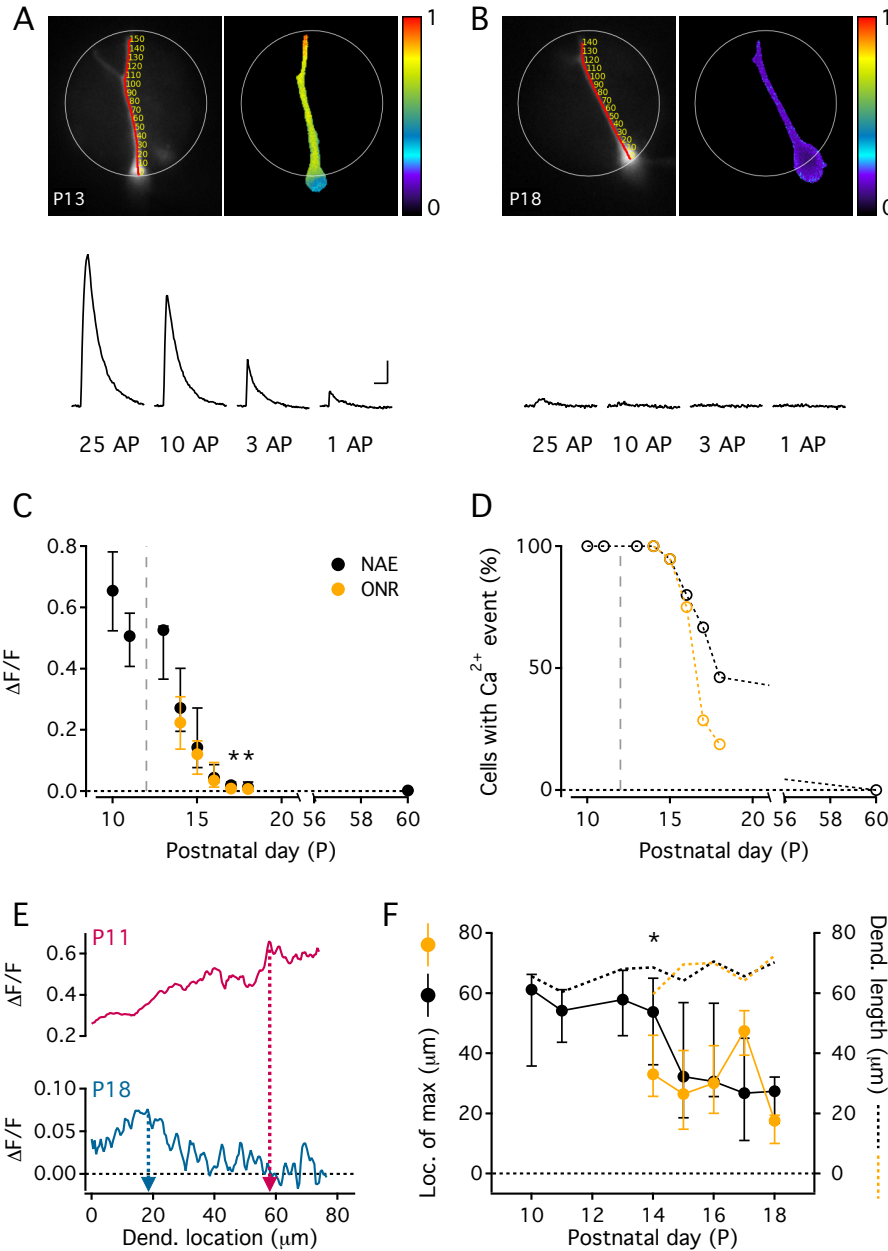 A
B
150
140
130
120
110
100
90
80
70
60
50
40
30
20
10
P13
1
0
140
130
120
110
100
90
80
70
60
50
40
30
20
10
P18
1
0
25 AP 10 AP 3 AP 1 AP
25 AP 10 AP 3 AP 1 AP
C
0.8
0.6
0.4
0.2
0.0
ΔF/F
NAE
ONR
* *
10 15 20 56 58 60
Postnatal day (P)
D
100
50
0
Cells with Ca²⁺ event (%)
10 15 20 56 58 60
Postnatal day (P)
E
P11
0.6
0.4
0.2
ΔF/F
P18
0.10
0.05
0.00
ΔF/F
0 20 40 60 80
Dend. location (μm)
F
Loc. of max (μm)
80
60
40
20
0
*
80
60
40
20
0
Dend. length (μm)
10 12 14 16 18
Postnatal day (P)